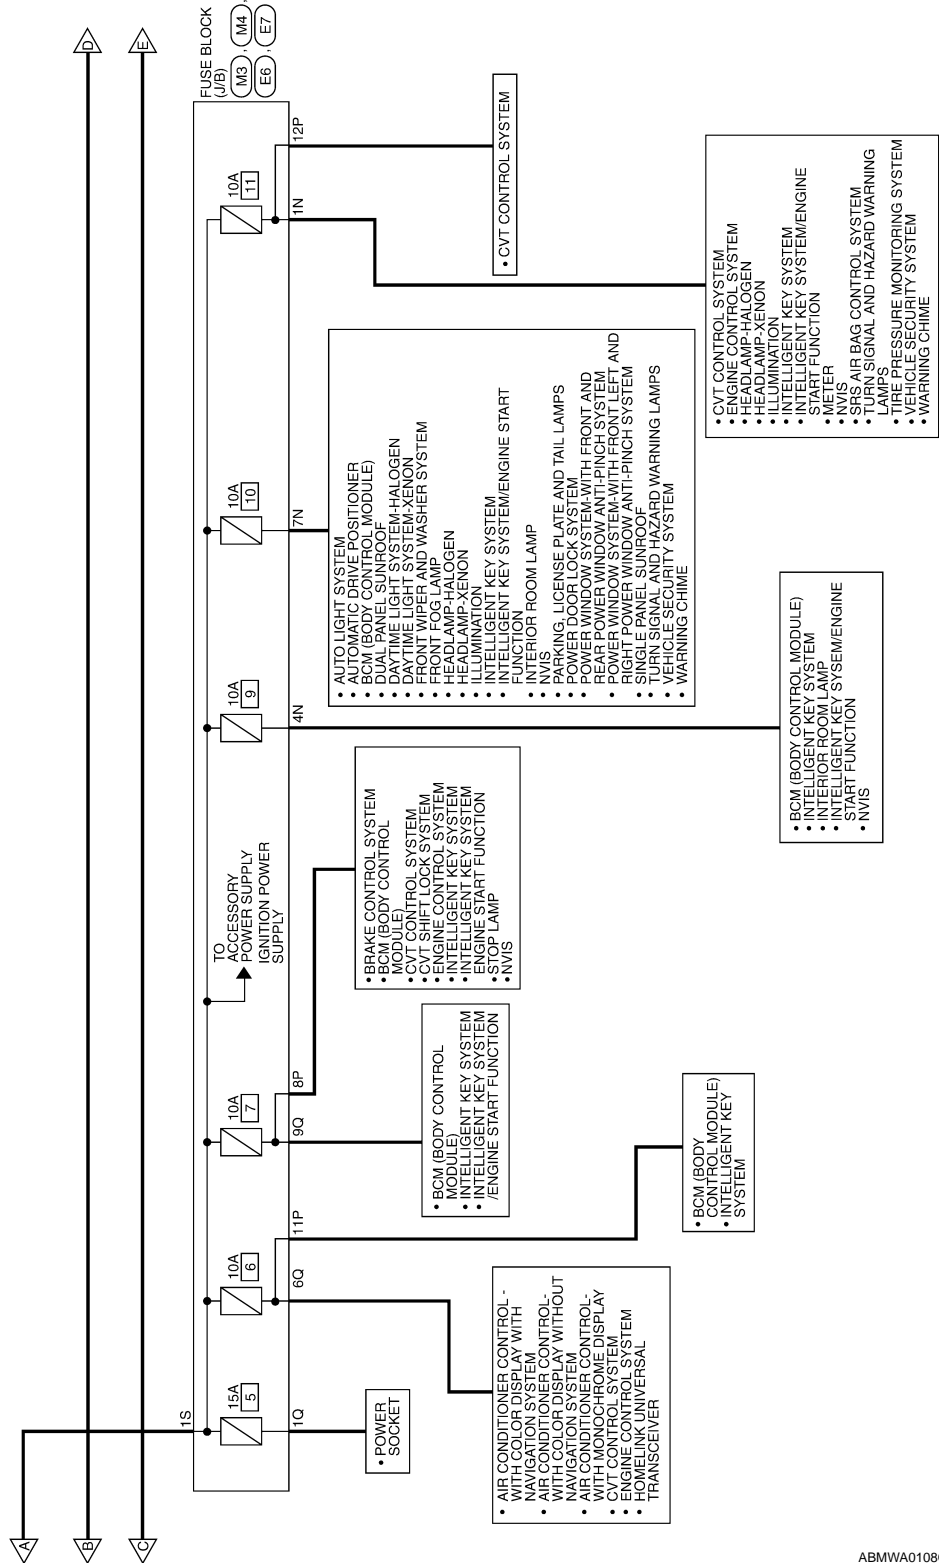 A
B
C
D
E
FUSE BLOCK
(J/B)
M3 , M4 ,
E6 , E7
1S
15A
5
1Q
• POWER
SOCKET
10A
6
6Q
11P
• AIR CONDITIONER CONTROL -
WITH COLOR DISPLAY WITH
NAVIGATION SYSTEM
• AIR CONDITIONER CONTROL-
WITH COLOR DISPLAY WITHOUT
NAVIGATION SYSTEM
• AIR CONDITIONER CONTROL-
WITH MONOCHROME DISPLAY
• CVT CONTROL SYSTEM
• ENGINE CONTROL SYSTEM
• HOMELINK UNIVERSAL
TRANSCEIVER
• BCM (BODY
CONTROL MODULE)
• INTELLIGENT KEY
SYSTEM
10A
7
9Q
8P
• BCM (BODY CONTROL
MODULE)
• INTELLIGENT KEY SYSTEM
• INTELLIGENT KEY SYSTEM
/ENGINE START FUNCTION
• BRAKE CONTROL SYSTEM
• BCM (BODY CONTROL
MODULE)
• CVT CONTROL SYSTEM
• CVT SHIFT LOCK SYSTEM
• ENGINE CONTROL SYSTEM
• INTELLIGENT KEY SYSTEM
• INTELLIGENT KEY SYSTEM
ENGINE START FUNCTION
• STOP LAMP
• NVIS
TO
ACCESSORY
POWER SUPPLY
IGNITION POWER
SUPPLY
10A
9
4N
• BCM (BODY CONTROL MODULE)
• INTELLIGENT KEY SYSTEM
• INTERIOR ROOM LAMP
• INTELLIGENT KEY SYSEM/ENGINE
START FUNCTION
• NVIS
10A
10
7N
• AUTO LIGHT SYSTEM
• AUTOMATIC DRIVE POSITIONER
• BCM (BODY CONTROL MODULE)
• DUAL PANEL SUNROOF
• DAYTIME LIGHT SYSTEM-HALOGEN
• DAYTIME LIGHT SYSTEM-XENON
• FRONT WIPER AND WASHER SYSTEM
• FRONT FOG LAMP
• HEADLAMP-HALOGEN
• HEADLAMP-XENON
• ILLUMINATION
• INTELLIGENT KEY SYSTEM
• INTELLIGENT KEY SYSTEM/ENGINE START
FUNCTION
• INTERIOR ROOM LAMP
• NVIS
• PARKING, LICENSE PLATE AND TAIL LAMPS
• POWER DOOR LOCK SYSTEM
• POWER WINDOW SYSTEM-WITH FRONT AND
REAR POWER WINDOW ANTI-PINCH SYSTEM
• POWER WINDOW SYSTEM-WITH FRONT LEFT AND
RIGHT POWER WINDOW ANTI-PINCH SYSTEM
• SINGLE PANEL SUNROOF
• TURN SIGNAL AND HAZARD WARNING LAMPS
• VEHICLE SECURITY SYSTEM
• WARNING CHIME
10A
11
1N
12P
• CVT CONTROL SYSTEM
• CVT CONTROL SYSTEM
• ENGINE CONTROL SYSTEM
• HEADLAMP-HALOGEN
• HEADLAMP-XENON
• ILLUMINATION
• INTELLIGENT KEY SYSTEM
• INTELLIGENT KEY SYSTEM/ENGINE
START FUNCTION
• METER
• NVIS
• SRS AIR BAG CONTROL SYSTEM
• TURN SIGNAL AND HAZARD WARNING
LAMPS
• TIRE PRESSURE MONITORING SYSTEM
• VEHICLE SECURITY SYSTEM
• WARNING CHIME